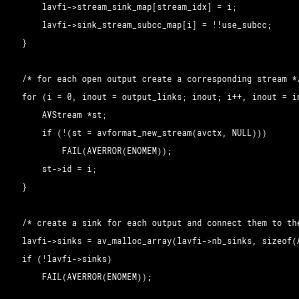 lavfi->stream_sink_map[stream_idx] = i;
lavfi->sink_stream_subcc_map[i] = !!use_subcc;
}
/* for each open output create a corresponding stream */
for (i = 0, inout = output_links; inout; i++, inout = in
AVStream *st;
if (!(st = avformat_new_stream(avctx, NULL)))
FAIL(AVERROR(ENOMEM));
st->id = i;
}
/* create a sink for each output and connect them to the
lavfi->sinks = av_malloc_array(lavfi->nb_sinks, sizeof(A
if (!lavfi->sinks)
FAIL(AVERROR(ENOMEM));